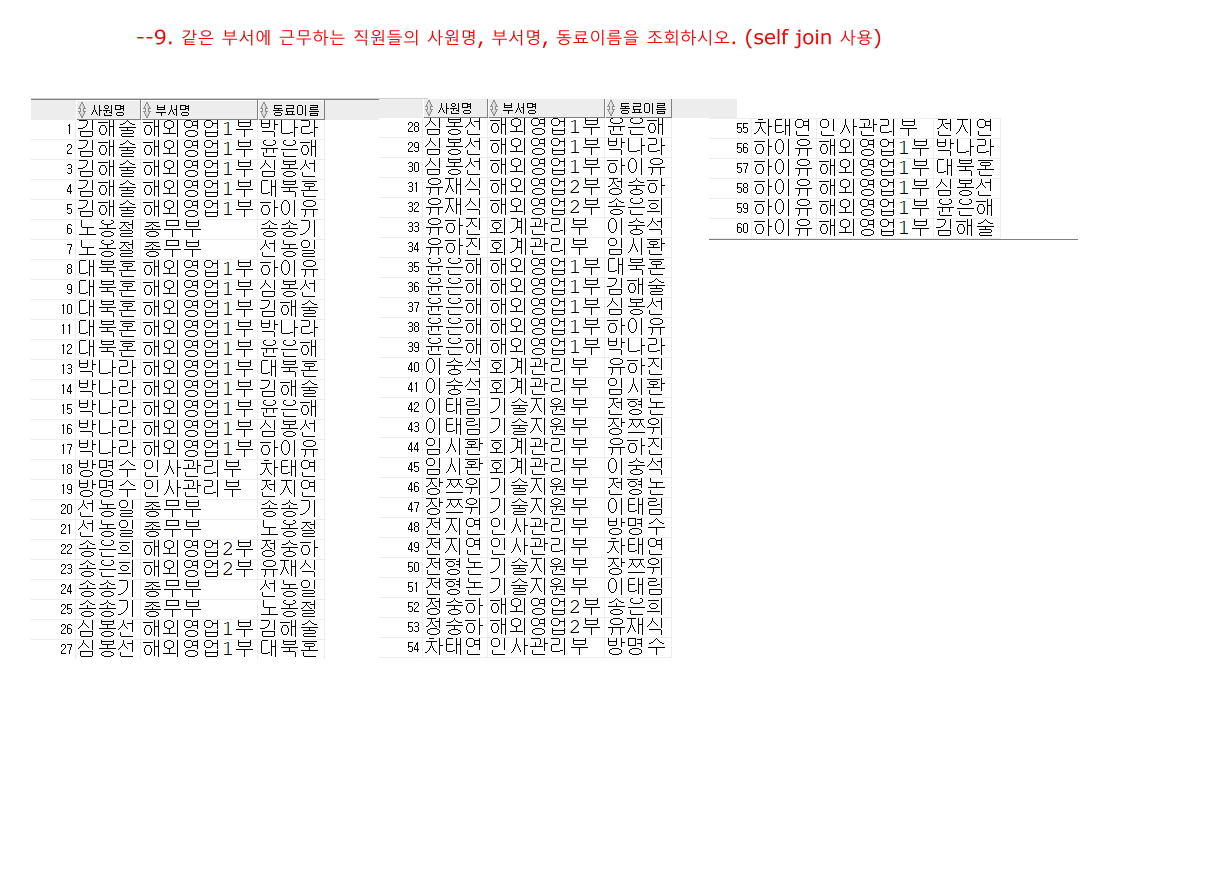 --9. 같은 부서에 근무하는 직원들의 사원명, 부서명, 동료이름을 조회하시오. (self join 사용)
사원명 부서명 동료이름
1 김해술 해외영업1부 박나라
2 김해술 해외영업1부 윤은해
3 김해술 해외영업1부 심봉선
4 김해술 해외영업1부 대북혼
5 김해술 해외영업1부 하이유
6 노옹철 총무부 송종기
7 노옹철 총무부 선동일
8 대북혼 해외영업1부 하이유
9 대북혼 해외영업1부 심봉선
10 대북혼 해외영업1부 김해술
11 대북혼 해외영업1부 박나라
12 대북혼 해외영업1부 윤은해
13 박나라 해외영업1부 대북혼
14 박나라 해외영업1부 김해술
15 박나라 해외영업1부 윤은해
16 박나라 해외영업1부 심봉선
17 박나라 해외영업1부 하이유
18 방명수 인사관리부 차태연
19 방명수 인사관리부 전지연
20 선동일 총무부 송종기
21 선동일 총무부 노옹철
22 송은희 해외영업2부 정중하
23 송은희 해외영업2부 유재식
24 송종기 총무부 선동일
25 송종기 총무부 노옹철
26 심봉선 해외영업1부 김해술
27 심봉선 해외영업1부 대북혼
사원명 부서명 동료이름
28 심봉선 해외영업1부 윤은해
29 심봉선 해외영업1부 박나라
30 심봉선 해외영업1부 하이유
31 유재식 해외영업2부 정중하
32 유재식 해외영업2부 송은희
33 유하진 회계관리부 이중석
34 유하진 회계관리부 임시환
35 윤은해 해외영업1부 대북혼
36 윤은해 해외영업1부 김해술
37 윤은해 해외영업1부 심봉선
38 윤은해 해외영업1부 하이유
39 윤은해 해외영업1부 박나라
40 이중석 회계관리부 유하진
41 이중석 회계관리부 임시환
42 이태림 기술지원부 전형돈
43 이태림 기술지원부 장쯔위
44 임시환 회계관리부 유하진
45 임시환 회계관리부 이중석
46 장쯔위 기술지원부 전형돈
47 장쯔위 기술지원부 이태림
48 전지연 인사관리부 방명수
49 전지연 인사관리부 차태연
50 전형돈 기술지원부 장쯔위
51 전형돈 기술지원부 이태림
52 정중하 해외영업2부 송은희
53 정중하 해외영업2부 유재식
54 차태연 인사관리부 방명수
55 차태연 인사관리부 전지연
56 하이유 해외영업1부 박나라
57 하이유 해외영업1부 대북혼
58 하이유 해외영업1부 심봉선
59 하이유 해외영업1부 윤은해
60 하이유 해외영업1부 김해술